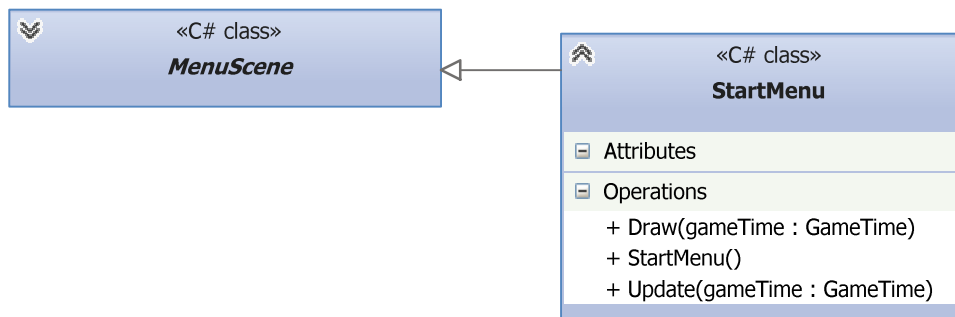 «C# class»
MenuScene
«C# class»
StartMenu
Attributes
Operations
+ Draw(gameTime : GameTime)
+ StartMenu()
+ Update(gameTime : GameTime)